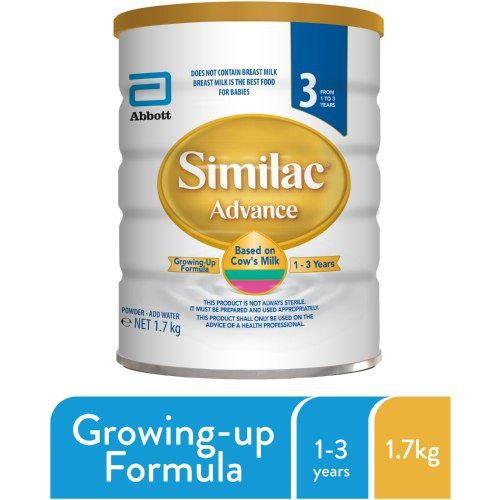 Abbott
DOES NOT CONTAIN BREAST MILK
BREAST MILK IS THE BEST FOOD
FOR BABIES
3
FROM
1 TO 3
YEARS
Similac
Advance
Growing-Up
Formula
Based on
Cow's Milk
1 - 3 Years
POWDER - ADD WATER
℮ NET 1.7 kg
THIS PRODUCT IS NOT ALWAYS STERILE.
IT MUST BE PREPARED AND USED APPROPRIATELY.
THIS PRODUCT SHALL ONLY BE USED ON THE
ADVICE OF A HEALTH PROFESSIONAL.
Growing-up
Formula
1-3
years
1.7kg